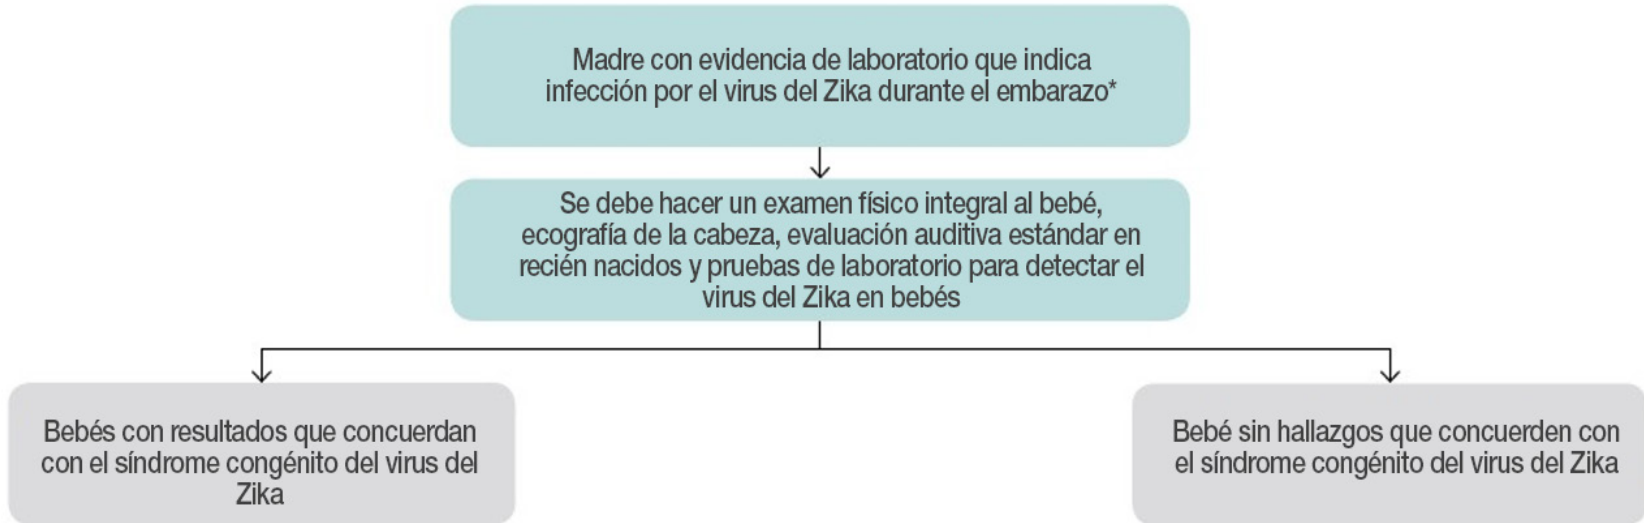 Madre con evidencia de laboratorio que indica
infección por el virus del Zika durante el embarazo*
Se debe hacer un examen físico integral al bebé,
ecografía de la cabeza, evaluación auditiva estándar en
recién nacidos y pruebas de laboratorio para detectar el
virus del Zika en bebés
Bebés con resultados que concuerdan
con el síndrome congénito del virus del
Zika
Bebé sin hallazgos que concuerden con
el síndrome congénito del virus del Zika